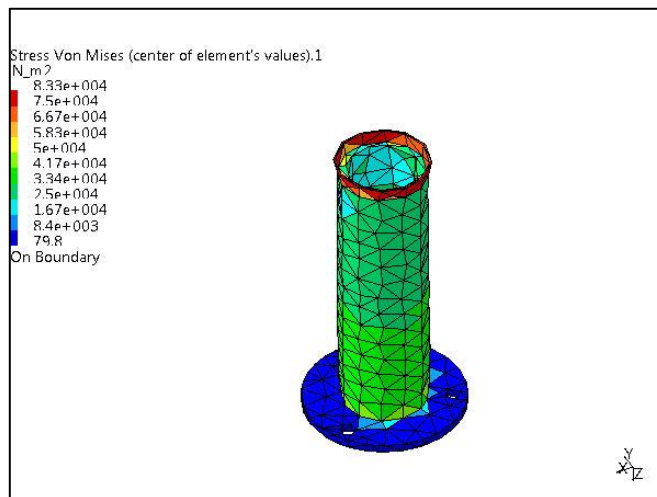 Stress Von Mises (center of element's values).1
N_m2
8.33e+004
7.5e+004
6.67e+004
5.83e+004
5e+004
4.17e+004
3.34e+004
2.5e+004
1.67e+004
8.4e+003
79.8
On Boundary
Y
X Z